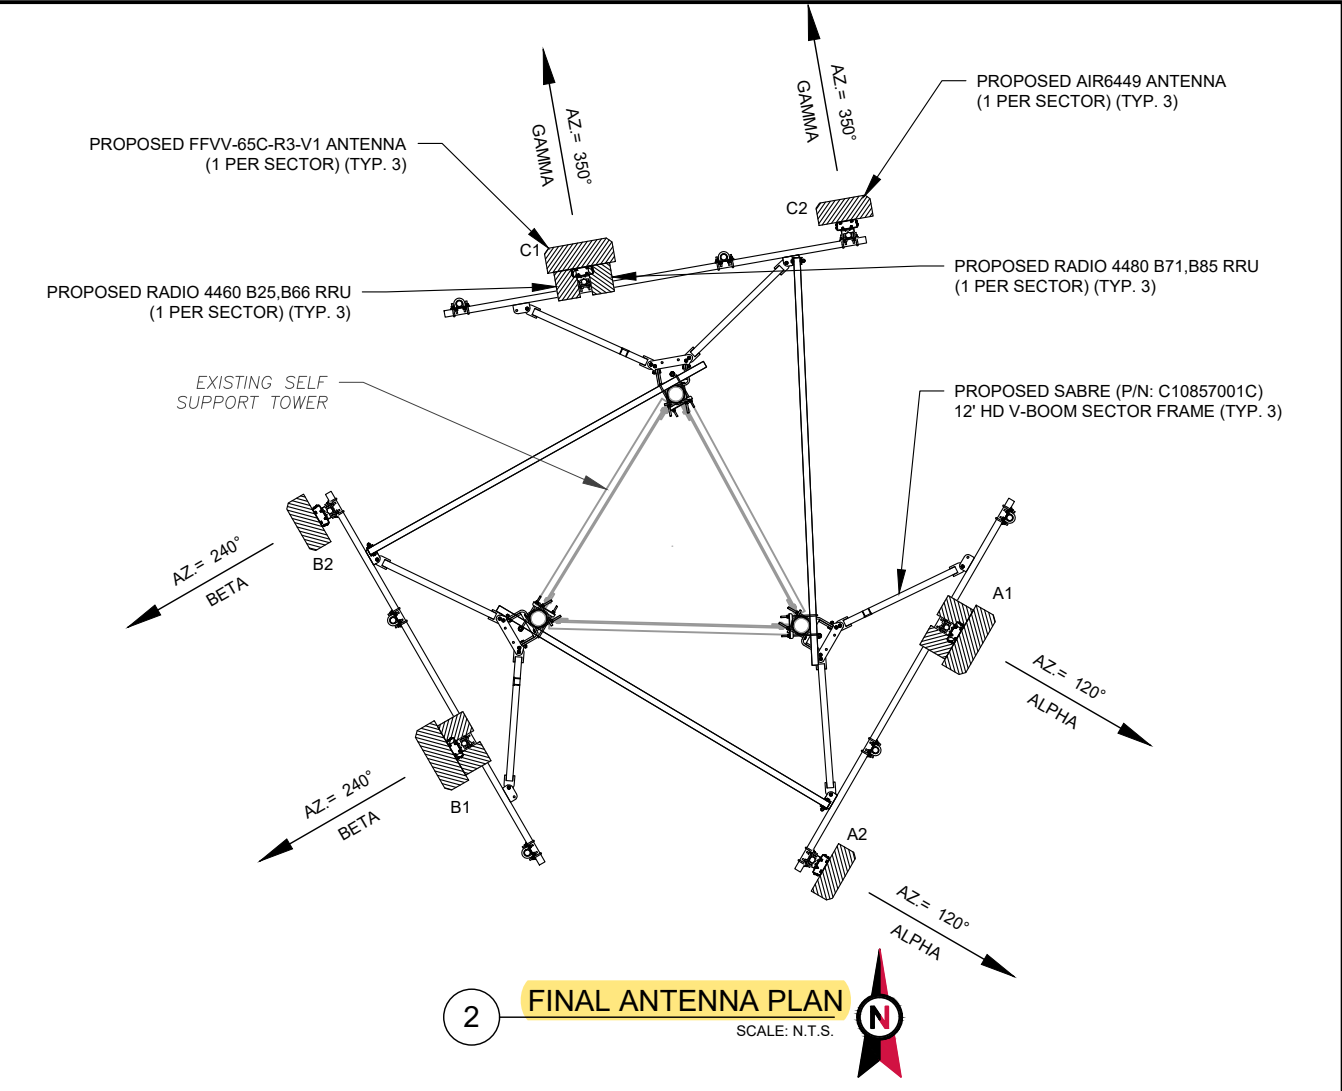 AZ.= 350°
GAMMA
AZ.= 350°
GAMMA
PROPOSED AIR6449 ANTENNA
(1 PER SECTOR) (TYP. 3)
PROPOSED FFVV-65C-R3-V1 ANTENNA
(1 PER SECTOR) (TYP. 3)
C2
C1
PROPOSED RADIO 4460 B25,B66 RRU
(1 PER SECTOR) (TYP. 3)
PROPOSED RADIO 4480 B71,B85 RRU
(1 PER SECTOR) (TYP. 3)
EXISTING SELF
SUPPORT TOWER
PROPOSED SABRE (P/N: C10857001C)
12' HD V-BOOM SECTOR FRAME (TYP. 3)
AZ.= 240°
BETA
B2
A1
AZ.= 120°
ALPHA
AZ.= 240°
BETA
B1
A2
AZ.= 120°
ALPHA
2
FINAL ANTENNA PLAN
SCALE: N.T.S.
N